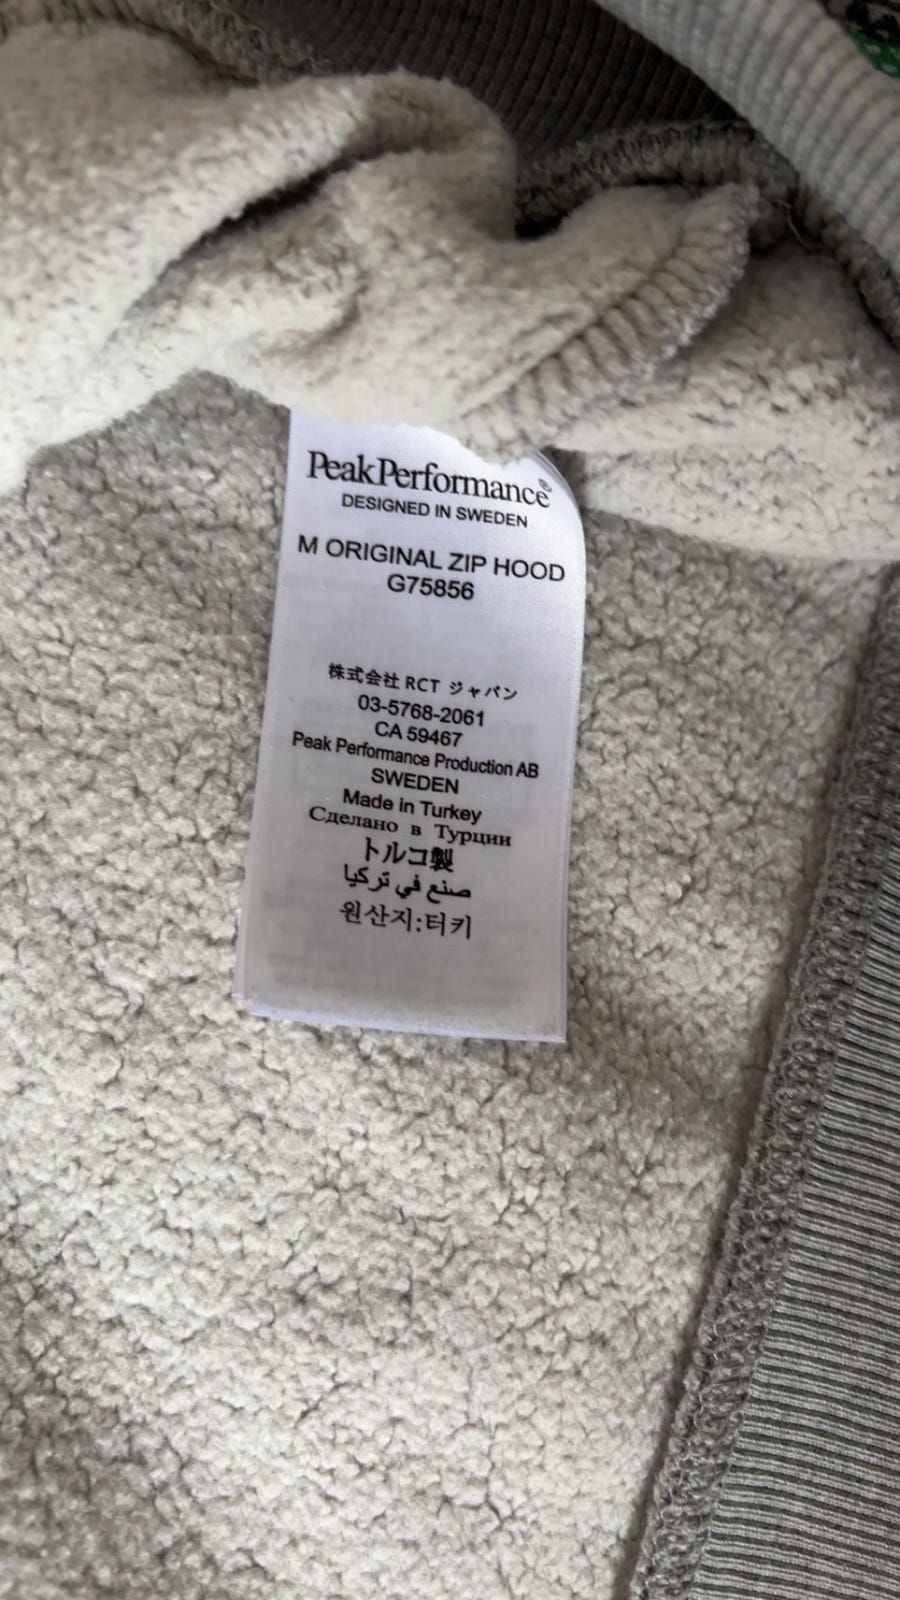 PeakPerformance®
DESIGNED IN SWEDEN
M ORIGINAL ZIP HOOD
G75856
株式会社 RCT ジャパン
03-5768-2061
CA 59467
Peak Performance Production AB
SWEDEN
Made in Turkey
Сделано в Турции
トルコ製
صنع في تركيا
원산지:터키